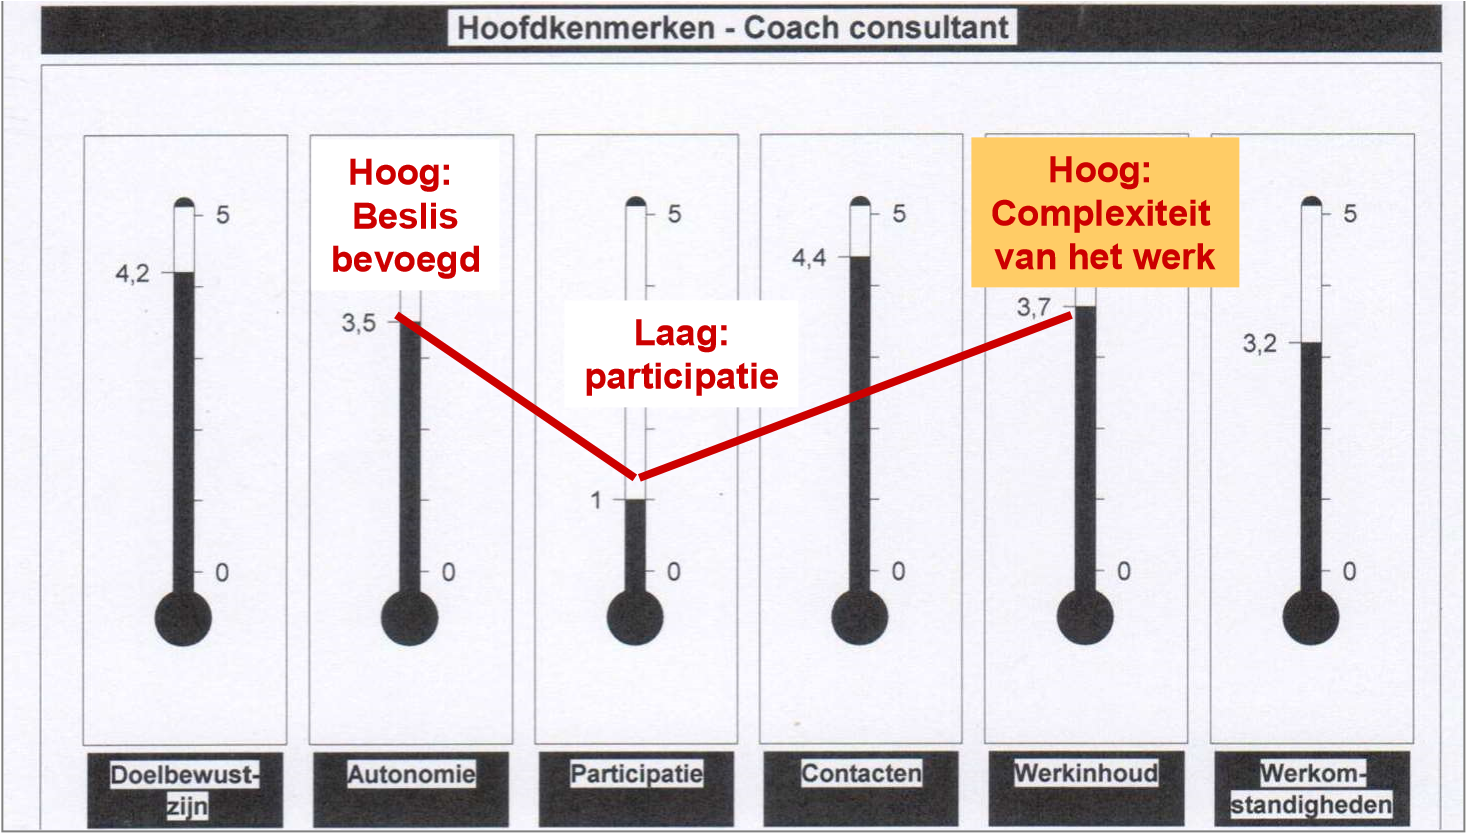 Hoofdkenmerken - Coach consultant
Hoog:
Beslis
bevoegd
Hoog:
Complexiteit
van het werk
Laag:
participatie
5
4,2
0
3,5
0
5
1
0
5
4,4
0
3,7
0
5
3,2
0
Doelbewust-
zijn
Autonomie
Participatie
Contacten
Werkinhoud
Werkom-
standigheden